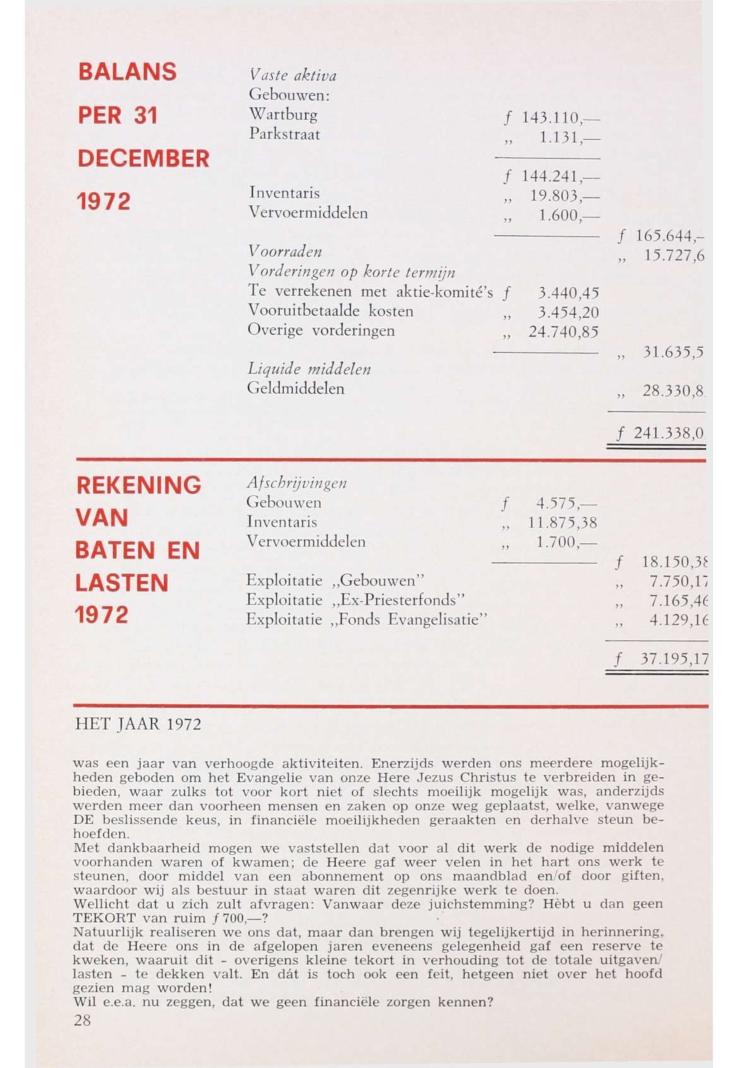 BALANS
PER 31
DECEMBER
1972
Vaste aktiva
Gebouwen:
Wartburg f 143.110,—
Parkstraat ,, 1.131,—
f 144.241,—
Inventaris ,, 19.803,—
Vervoermiddelen ,, 1.600,—
f 165.644,–
Voorraden ,, 15.727,6
Vorderingen op korte termijn
Te verrekenen met aktie-komité's f 3.440,45
Vooruitbetaalde kosten ,, 3.454,20
Overige vorderingen ,, 24.740,85
,, 31.635,5
Liquide middelen
Geldmiddelen ,, 28.330,8
f 241.338,0
REKENING
VAN
BATEN EN
LASTEN
1972
Afschrijvingen
Gebouwen f 4.575,—
Inventaris ,, 11.875,38
Vervoermiddelen ,, 1.700,—
f 18.150,38
Exploitatie ,,Gebouwen” ,, 7.750,17
Exploitatie ,,Ex-Priesterfonds” ,, 7.165,46
Exploitatie ,,Fonds Evangelisatie” ,, 4.129,16
f 37.195,17
HET JAAR 1972
was een jaar van verhoogde aktiviteiten. Enerzijds werden ons meerdere mogelijk-
heden geboden om het Evangelie van onze Here Jezus Christus te verbreiden in ge-
bieden, waar zulks tot voor kort niet of slechts moeilijk mogelijk was, anderzijds
werden meer dan voorheen mensen en zaken op onze weg geplaatst, welke, vanwege
DE beslissende keus, in financiële moeilijkheden geraakten en derhalve steun be-
hoefden.
Met dankbaarheid mogen we vaststellen dat voor al dit werk de nodige middelen
voorhanden waren of kwamen; de Heere gaf weer velen in het hart ons werk te
steunen, door middel van een abonnement op ons maandblad en/of door giften,
waardoor wij als bestuur in staat waren dit zegenrijke werk te doen.
Wellicht dat u zich zult afvragen: Vanwaar deze juichstemming? Hèbt u dan geen
TEKORT van ruim f 700,—?
Natuurlijk realiseren we ons dat, maar dan brengen wij tegelijkertijd in herinnering,
dat de Heere ons in de afgelopen jaren eveneens gelegenheid gaf een reserve te
kweken, waaruit dit - overigens kleine tekort in verhouding tot de totale uitgaven/
lasten - te dekken valt. En dát is toch ook een feit, hetgeen niet over het hoofd
gezien mag worden!
Wil e.e.a. nu zeggen, dat we geen financiële zorgen kennen?
28